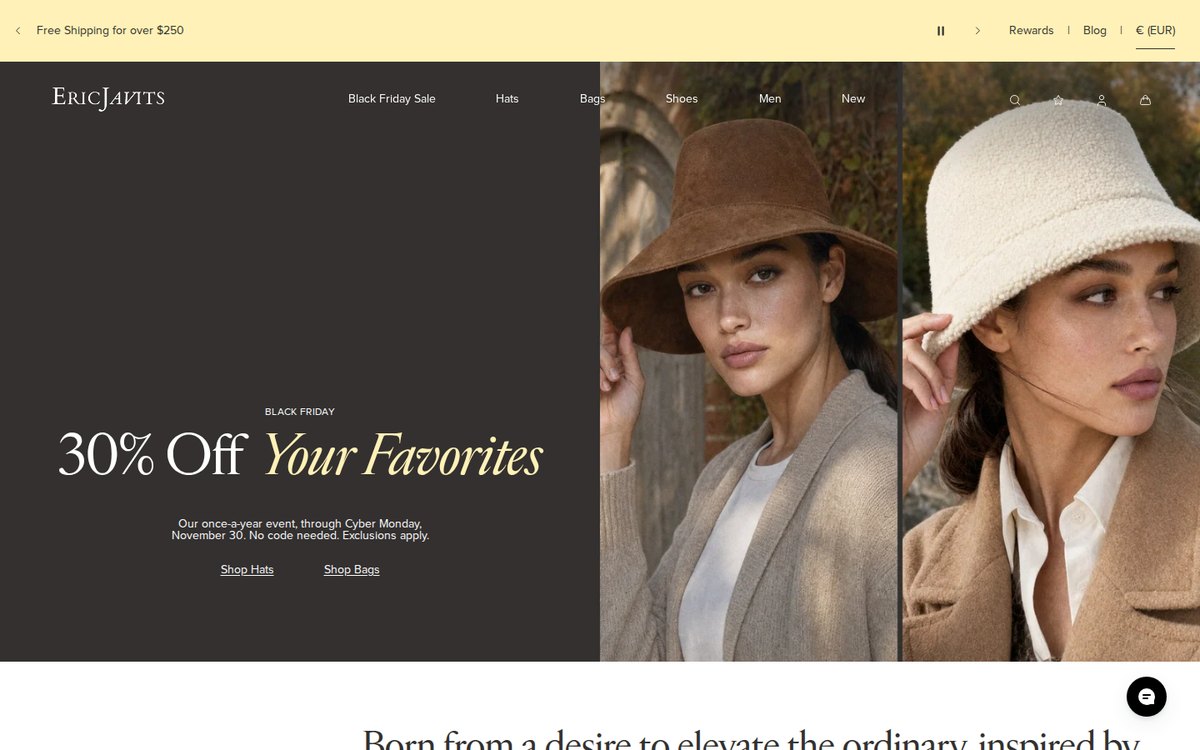 Free Shipping for over $250
Rewards | Blog | € (EUR)
ERICJAVITS
Black Friday Sale Hats Bags Shoes Men New
BLACK FRIDAY
30% Off Your Favorites
Our once-a-year event, through Cyber Monday,
November 30. No code needed. Exclusions apply.
Shop Hats Shop Bags
Born from a desire to elevate the ordinary, inspired by